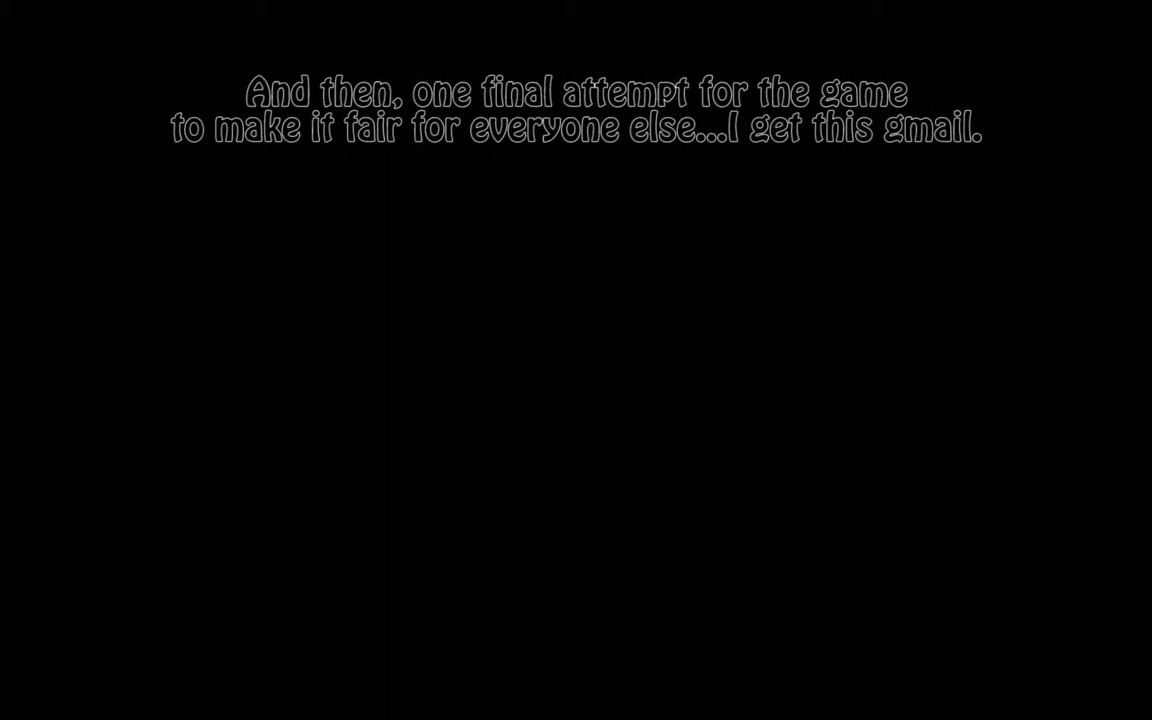 And then, one final attempt for the game
to make it fair for everyone else...I get this gmail.